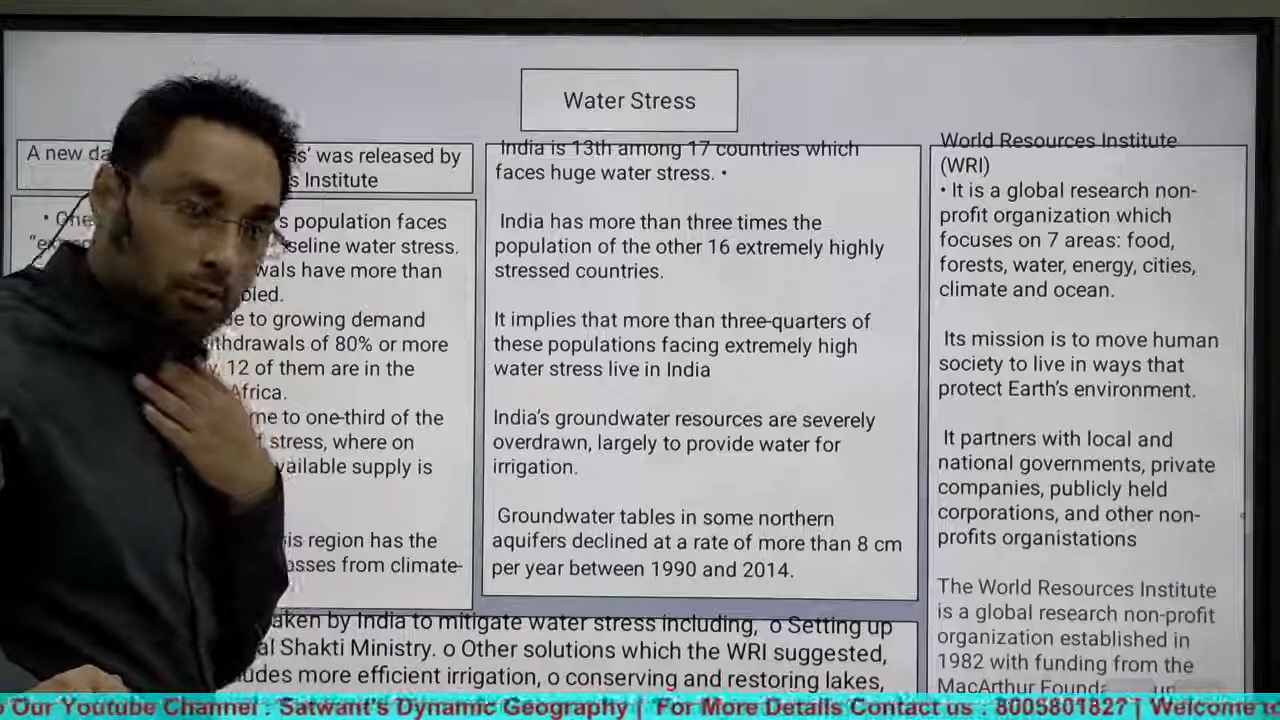 Water Stress
A new da
ss' was released by
s Institute
• One
s population faces
seline water stress.
wals have more than
bled.
e to growing demand
ithdrawals of 80% or more
y, 12 of them are in the
Africa.
me to one-third of the
f stress, where on
vailable supply is
is region has the
osses from climate-
India is 13th among 17 countries which
faces huge water stress. •
India has more than three times the
population of the other 16 extremely highly
stressed countries.
It implies that more than three-quarters of
these populations facing extremely high
water stress live in India
India's groundwater resources are severely
overdrawn, largely to provide water for
irrigation.
Groundwater tables in some northern
aquifers declined at a rate of more than 8 cm
per year between 1990 and 2014.
aken by India to mitigate water stress including, o Setting up
al Shakti Ministry. o Other solutions which the WRI suggested,
udes more efficient irrigation, o conserving and restoring lakes,
World Resources Institute
(WRI)
• It is a global research non-
profit organization which
focuses on 7 areas: food,
forests, water, energy, cities,
climate and ocean.
Its mission is to move human
society to live in ways that
protect Earth's environment.
It partners with local and
national governments, private
companies, publicly held
corporations, and other non-
profits organistations
The World Resources Institute
is a global research non-profit
organization established in
1982 with funding from the
MacArthur Founda
o Our Youtube Channel : Satwant's Dynamic Geography | For More Details Contact us : 8005801827 | Welcome to